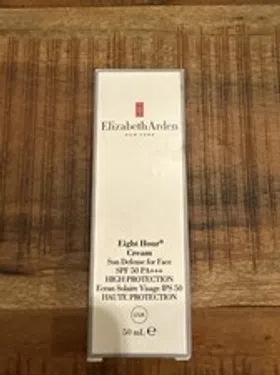 Elizabeth Arden
NEW YORK
Eight Hour®
Cream
Sun Defense for Face
SPF 50 PA+++
HIGH PROTECTION
Ecran Solaire Visage IPS 50
HAUTE PROTECTION
UVA
50 mL ℮